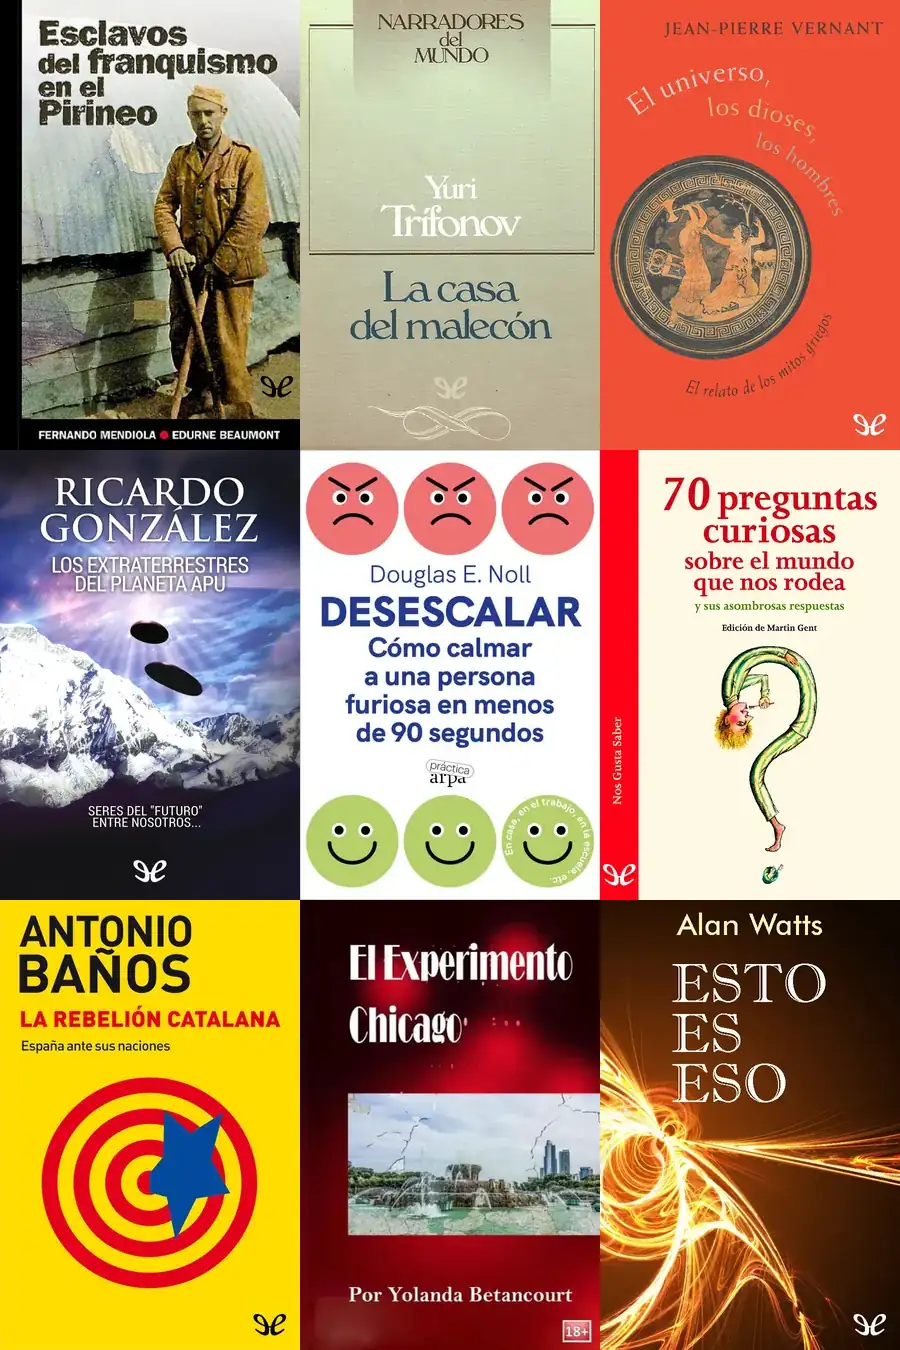 Esclavos
del franquismo
en el
Pirineo
FERNANDO MENDIOLA ● EDURNE BEAUMONT
NARRADORES
del
MUNDO
Yuri
Trífonov
La casa
del malecón
JEAN-PIERRE VERNANT
El universo,
los dioses,
los hombres
El relato de los mitos griegos
RICARDO
GONZÁLEZ
LOS EXTRATERRESTRES
DEL PLANETA APU
SERES DEL "FUTURO"
ENTRE NOSOTROS...
Douglas E. Noll
DESESCALAR
Cómo calmar
a una persona
furiosa en menos
de 90 segundos
práctica
arpa
En casa, en el trabajo, en la escuela, etc.
70 preguntas
curiosas
sobre el mundo
que nos rodea
y sus asombrosas respuestas
Edición de Martin Gent
Nos Gusta Saber
ANTONIO
BAÑOS
LA REBELIÓN CATALANA
España ante sus naciones
El Experimento
Chicago
Por Yolanda Betancourt
18+
Alan Watts
ESTO
ES
ESO